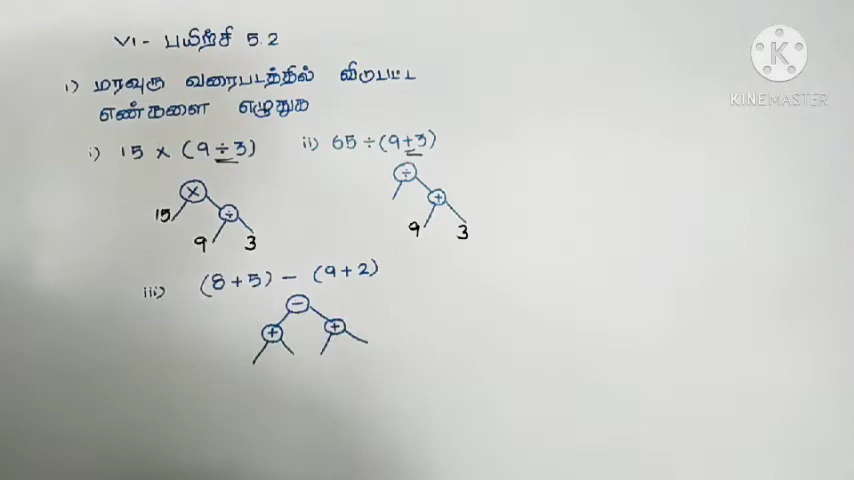 VI - பயிற்சி 5.2
1) மரவுரு வரைபடத்தில் விடுபட்ட
எண்களை எழுதுக
i) 15 × (9 ÷ 3)
ii) 65 ÷ (9+3)
×
15
÷
9
3
÷
+
9
3
iii) (8+5) − (9+2)
−
+
+
K
KINEMASTER